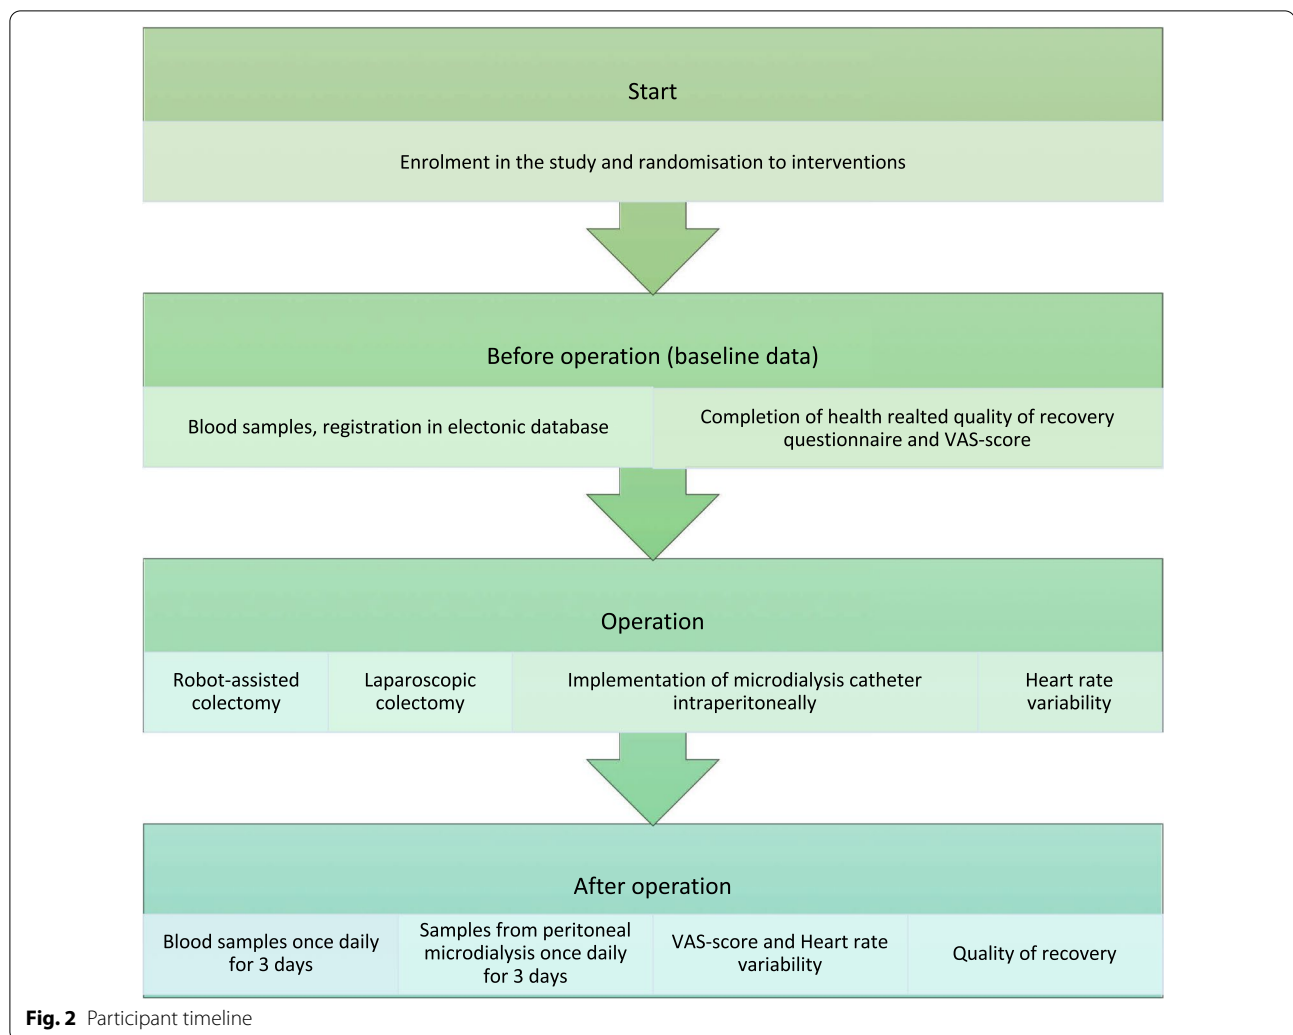 Start
Enrolment in the study and randomisation to interventions
Before operation (baseline data)
Blood samples, registration in electonic database
Completion of health realted quality of recovery
questionnaire and VAS-score
Operation
Robot-assisted
colectomy
Laparoscopic
colectomy
Implementation of microdialysis catheter
intraperitoneally
Heart rate
variability
After operation
Blood samples once daily
for 3 days
Samples from peritoneal
microdialysis once daily
for 3 days
VAS-score and Heart rate
variability
Quality of recovery
Fig. 2 Participant timeline